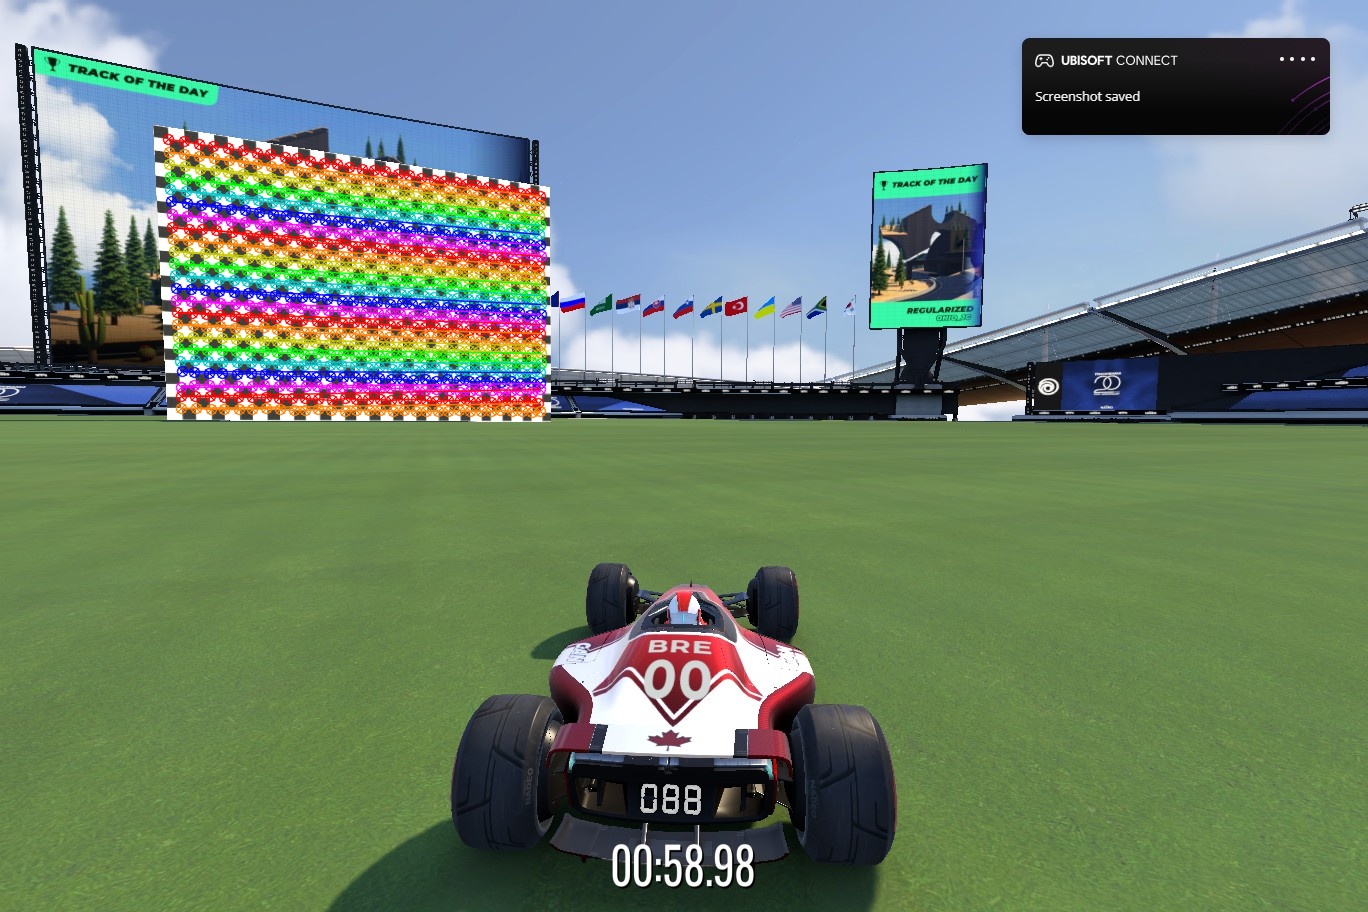 TRACK OF THE DAY
UBISOFT CONNECT
Screenshot saved
TRACK OF THE DAY
REGULARIZED
BRE
00
088
00:58.98